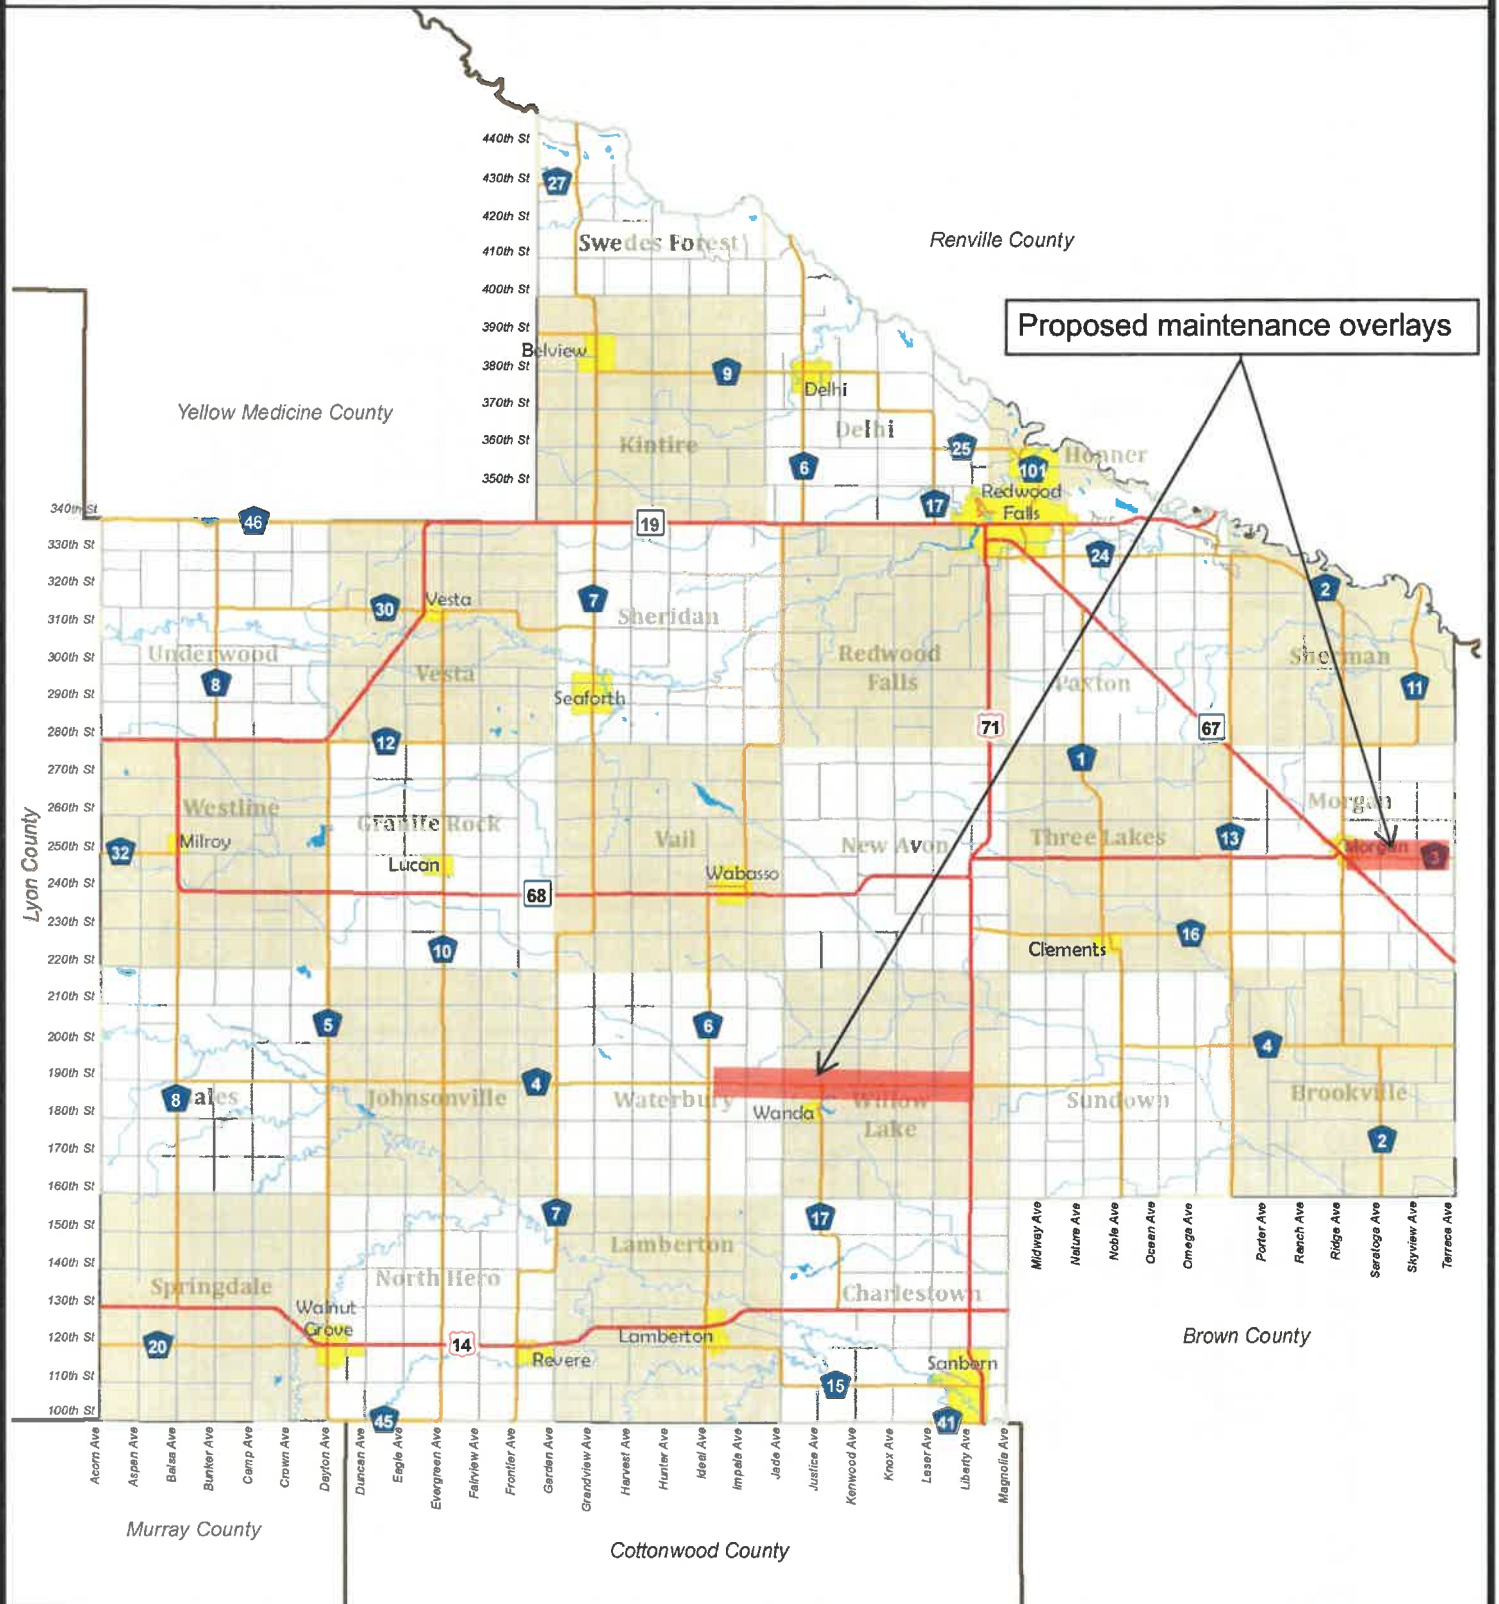 440th St
430th St
27
420th St
Swedes Forest
410th St
Renville County
400th St
Proposed maintenance overlays
390th St
Belview
380th St
9
Delhi
Yellow Medicine County
370th St
Delhi
360th St
Kintire
25
Honner
6
101
350th St
Redwood
Falls
17
340th St
46
19
330th St
24
320th St
2
30
Vesta
7
310th St
Sheridan
Underwood
300th St
Redwood
Falls
Sherman
Vesta
8
290th St
Seaforth
Paxton
11
280th St
71
67
12
1
270th St
Westline
260th St
Morgan
Granite Rock
Vail
New Avon
Three Lakes
13
Lyon County
32
250th St
Milroy
Morgan
3
Lucan
Wabasso
240th St
68
230th St
16
10
Clements
220th St
210th St
5
6
200th St
4
190th St
4
8
ales
Johnsonville
Waterbury
Willow
Lake
Sundown
Brookville
Wanda
180th St
2
170th St
160th St
7
17
150th St
Lamberton
140th St
Springdale
North Hero
Charlestown
130th St
Walnut
Grove
Lamberton
120th St
20
14
Revere
Sanborn
110th St
15
100th St
45
41
Midway Ave
Nature Ave
Noble Ave
Ocean Ave
Omega Ave
Porter Ave
Ranch Ave
Ridge Ave
Saratoga Ave
Skyview Ave
Terrace Ave
Brown County
Acorn Ave
Aspen Ave
Balsa Ave
Bunker Ave
Camp Ave
Crown Ave
Dayton Ave
Duncan Ave
Eagle Ave
Evergreen Ave
Fairview Ave
Frontier Ave
Garden Ave
Grandview Ave
Harvest Ave
Hunter Ave
Ideal Ave
Impala Ave
Jade Ave
Justice Ave
Kenwood Ave
Knox Ave
Laser Ave
Liberty Ave
Magnolia Ave
Murray County
Cottonwood County